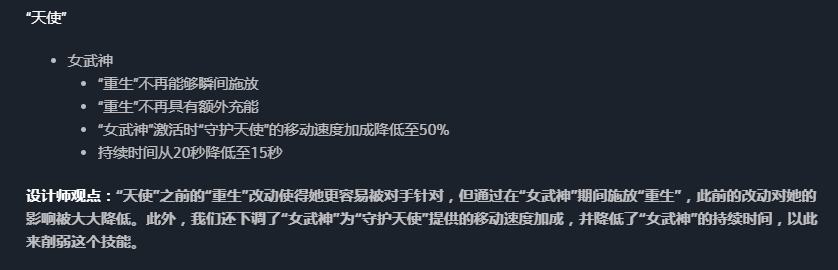 “天使”
女武神
“重生”不再能够瞬间施放
“重生”不再具有额外充能
“女武神”激活时“守护天使”的移动速度加成降低至50%
持续时间从20秒降低至15秒
设计师观点：“天使”之前的“重生”改动使得她更容易被对手针对，但通过在“女武神”期间施放“重生”，此前的改动对她的
影响被大大降低。此外，我们还下调了“女武神”为“守护天使”提供的移动速度加成，并降低了“女武神”的持续时间，以此
来削弱这个技能。